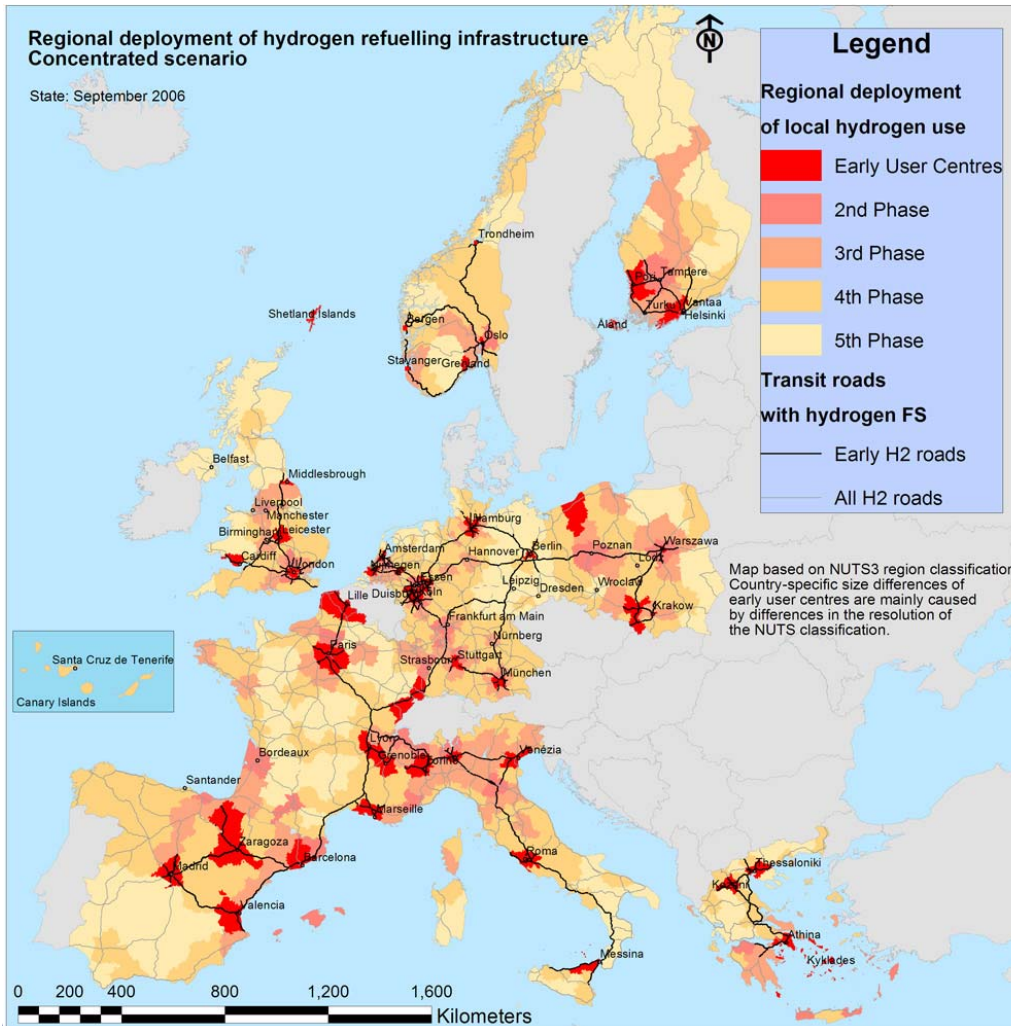 Regional deployment of hydrogen refuelling infrastructure
Concentrated scenario
State: September 2006
N
Legend
Regional deployment
of local hydrogen use
Early User Centres
2nd Phase
3rd Phase
4th Phase
5th Phase
Transit roads
with hydrogen FS
Early H2 roads
All H2 roads
Map based on NUTS3 region classification
Country-specific size differences of
early user centres are mainly caused
by differences in the resolution of
the NUTS classification.
Trondheim
Shetland Islands
Bergen
Oslo
Stavanger
Grenland
Pori
Tampere
Turku
Vantaa
Helsinki
Åland
Belfast
Middlesbrough
Liverpool
Manchester
Birmingham
Leicester
Cardiff
London
Hamburg
Amsterdam
Nijmegen
Hannover
Berlin
Poznan
Warszawa
Lodz
Essen
Duisburg
Köln
Leipzig
Dresden
Wroclaw
Krakow
Lille
Frankfurt am Main
Nürnberg
Paris
Strasbourg
Stuttgart
München
Santa Cruz de Tenerife
Canary Islands
Lyon
Grenoble
Torino
Venézia
Bordeaux
Santander
Marseille
Zaragoza
Barcelona
Madrid
Valencia
Roma
Messina
Thessaloniki
Kozani
Athina
Kyklades
0 200 400 800 1,200 1,600
Kilometers